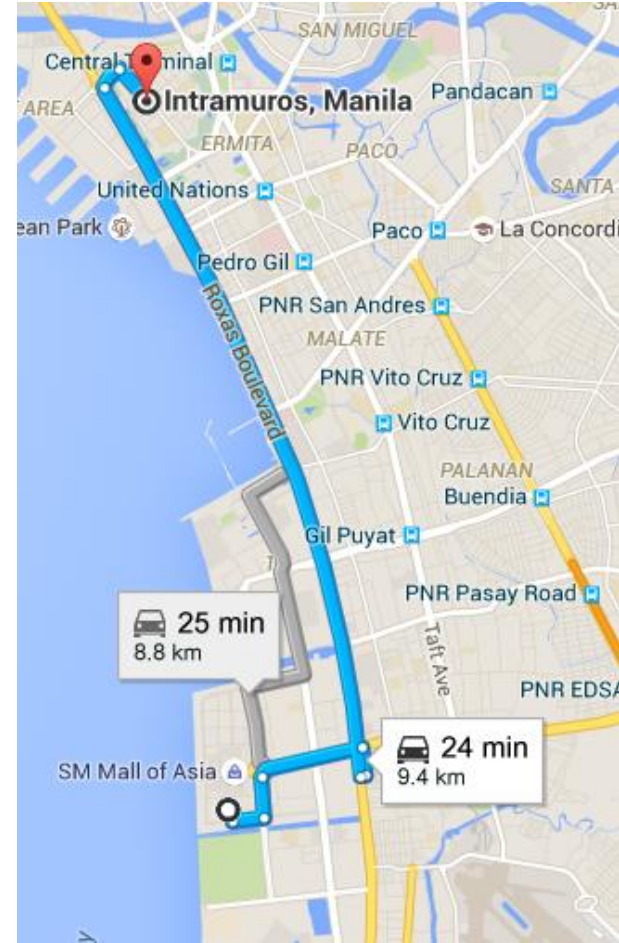 SAN MIGUEL
Central Terminal
Intramuros, Manila
Pandacan
AREA
ERMITA
PACO
United Nations
SANTA
ean Park
Paco
La Concordi
Pedro Gil
PNR San Andres
Roxas Boulevard
MALATE
PNR Vito Cruz
Vito Cruz
PALANAN
Buendia
Gil Puyat
PNR Pasay Road
25 min
8.8 km
Taft Ave
PNR EDSA
24 min
9.4 km
SM Mall of Asia